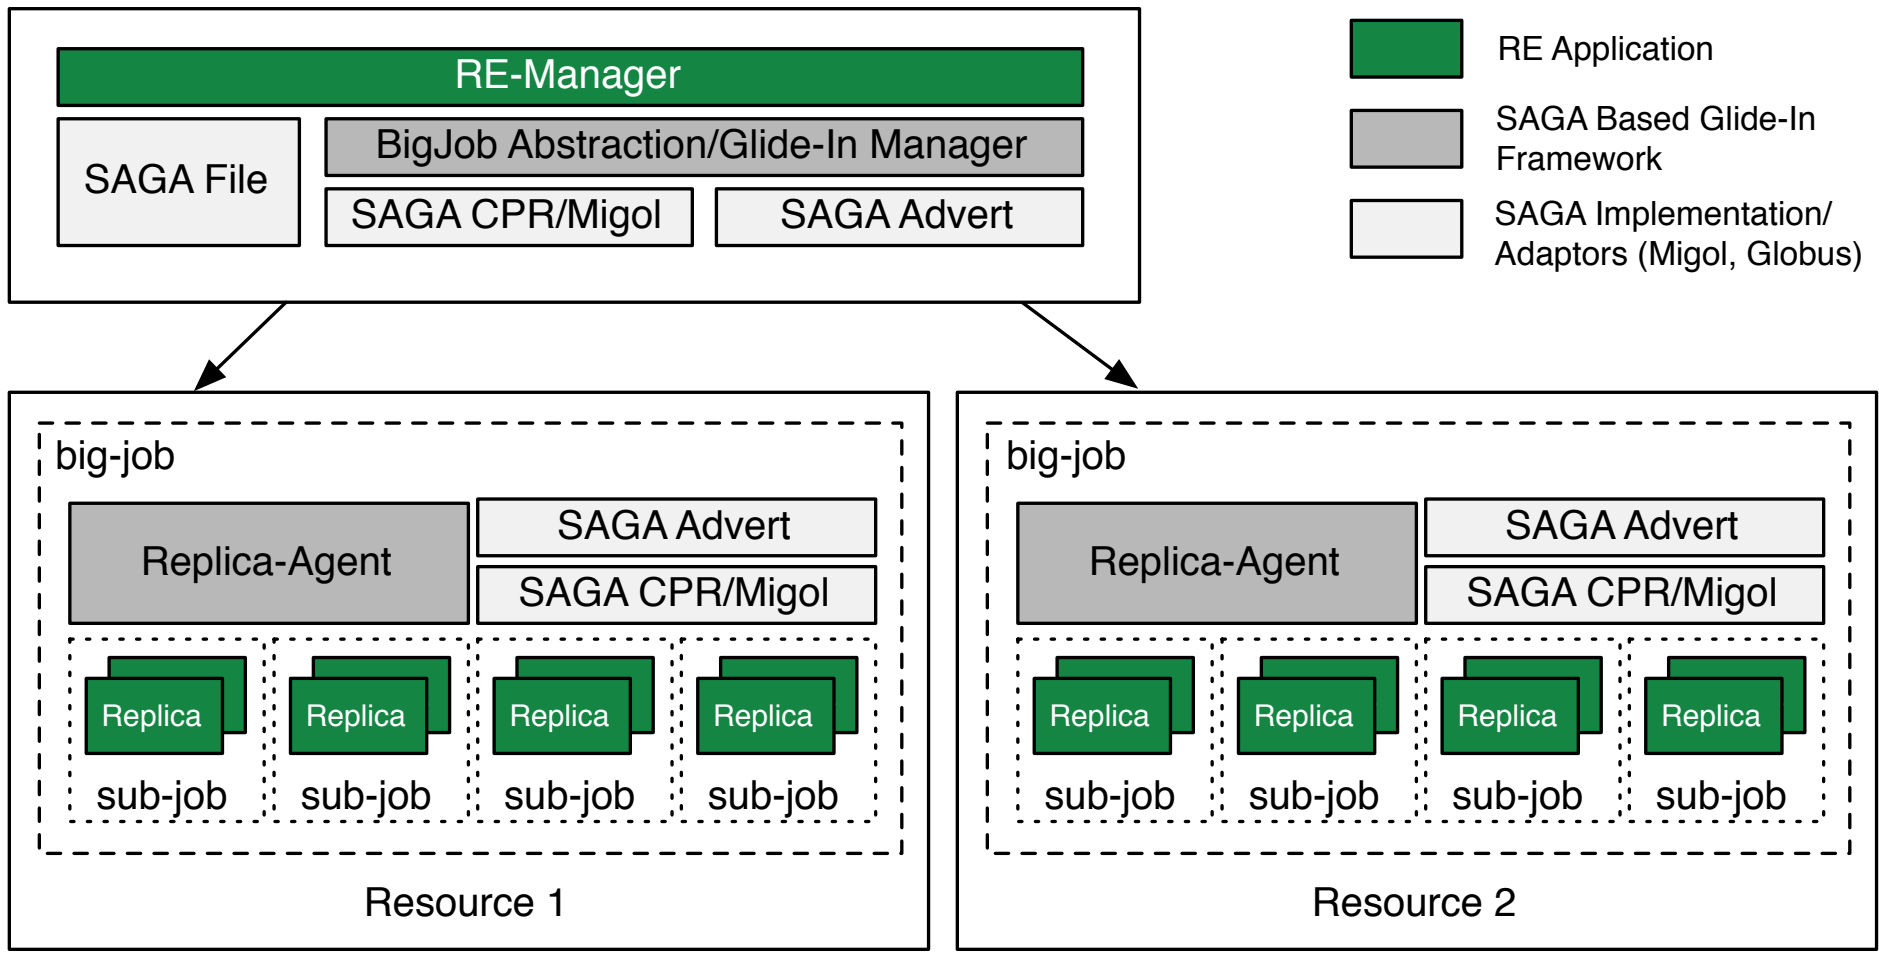 RE-Manager
SAGA File
BigJob Abstraction/Glide-In Manager
SAGA CPR/Migol
SAGA Advert
RE Application
SAGA Based Glide-In
Framework
SAGA Implementation/
Adaptors (Migol, Globus)
big-job
Replica-Agent
SAGA Advert
SAGA CPR/Migol
Replica
Replica
Replica
Replica
sub-job
sub-job
sub-job
sub-job
Resource 1
big-job
Replica-Agent
SAGA Advert
SAGA CPR/Migol
Replica
Replica
Replica
Replica
sub-job
sub-job
sub-job
sub-job
Resource 2